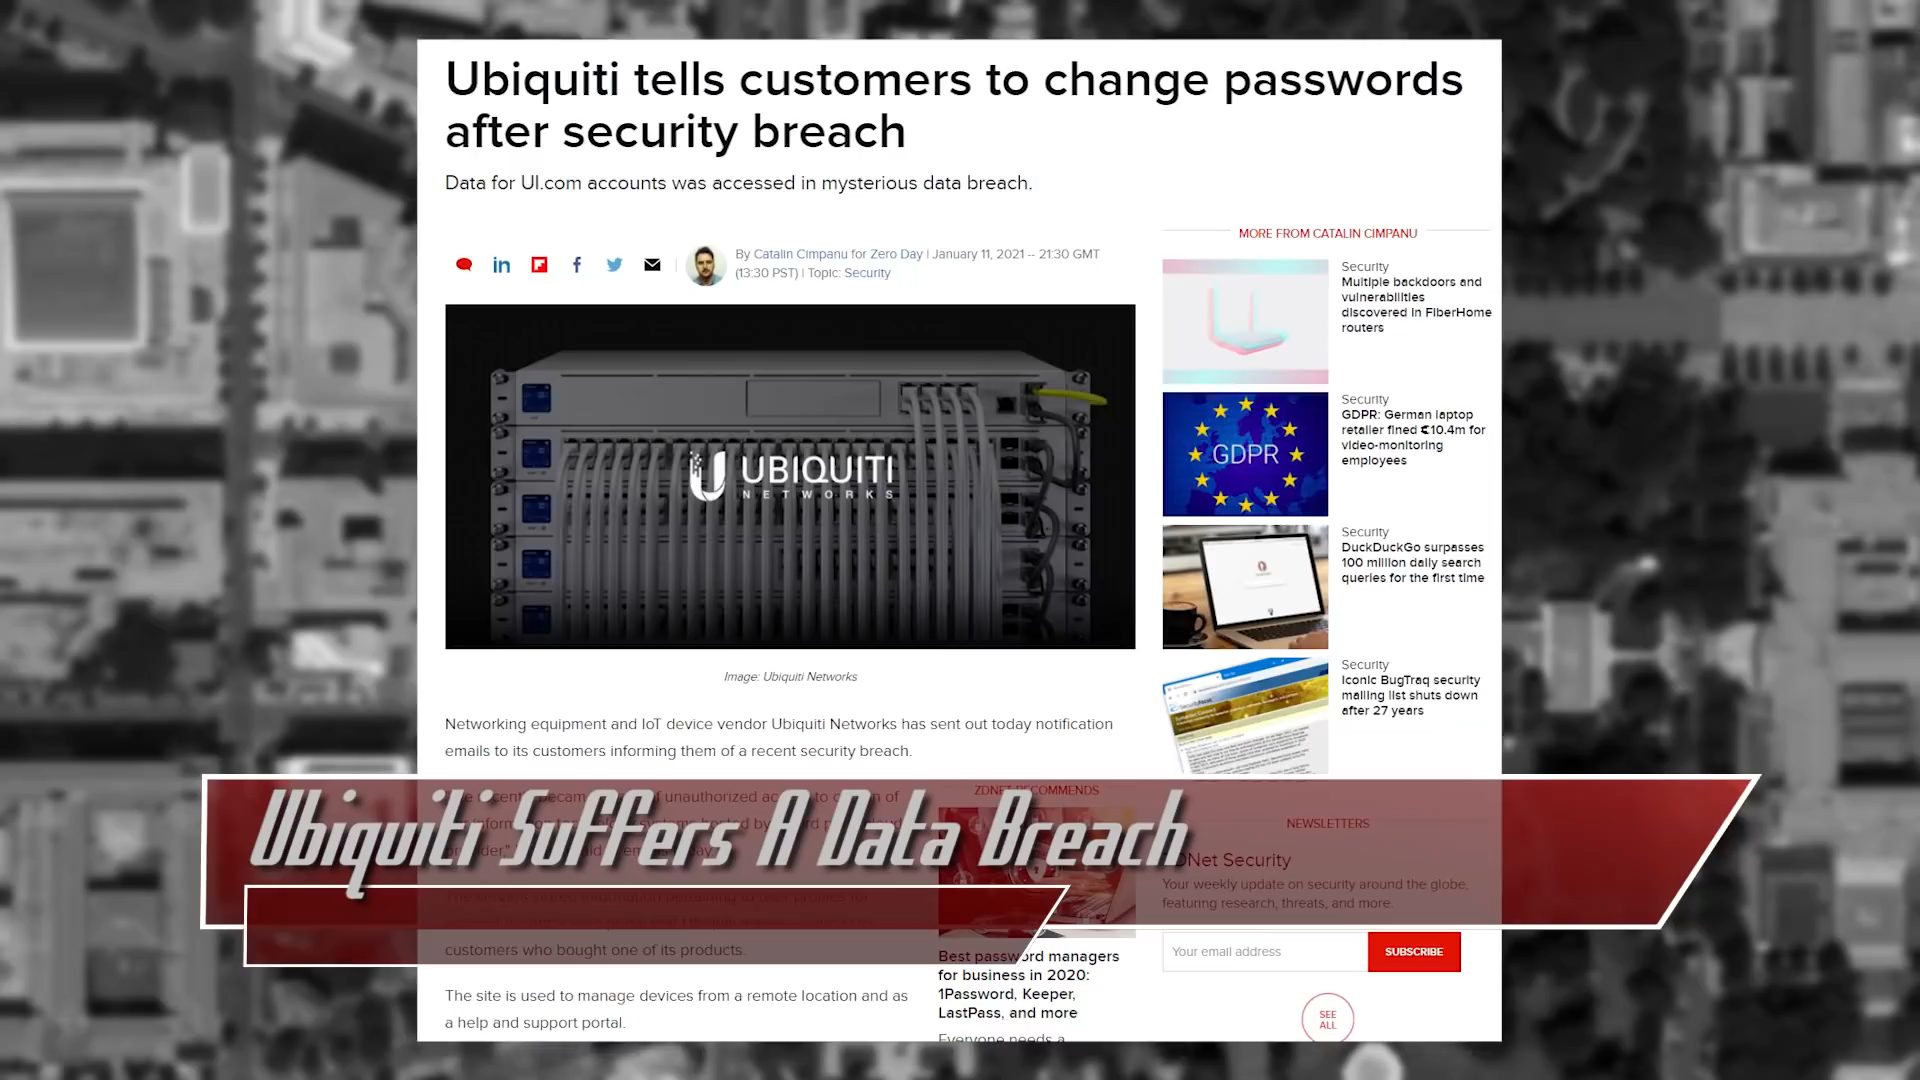 Ubiquiti tells customers to change passwords
after security breach
Data for UI.com accounts was accessed in mysterious data breach.
By Catalin Cimpanu for Zero Day | January 11, 2021 -- 21:30 GMT
(13:30 PST) | Topic: Security
UBIQUITI
NETWORKS
Image: Ubiquiti Networks
Networking equipment and IoT device vendor Ubiquiti Networks has sent out today notification
emails to its customers informing them of a recent security breach.
unauthorized
customers who bought one of its products.
The site is used to manage devices from a remote location and as
a help and support portal.
MORE FROM CATALIN CIMPANU
Security
Multiple backdoors and
vulnerabilities
discovered in FiberHome
routers
GDPR
Security
GDPR: German laptop
retailer fined €10.4m for
video-monitoring
employees
Security
DuckDuckGo surpasses
100 million daily search
queries for the first time
Security
Iconic BugTraq security
mailing list shuts down
after 27 years
Ubiquiti Suffers A Data Breach
Best password managers
for business in 2020:
1Password, Keeper,
LastPass, and more
Everyone needs a
NEWSLETTERS
Security
Your weekly update on security around the globe,
featuring research, threats, and more.
Your email address
SUBSCRIBE
SEE
ALL